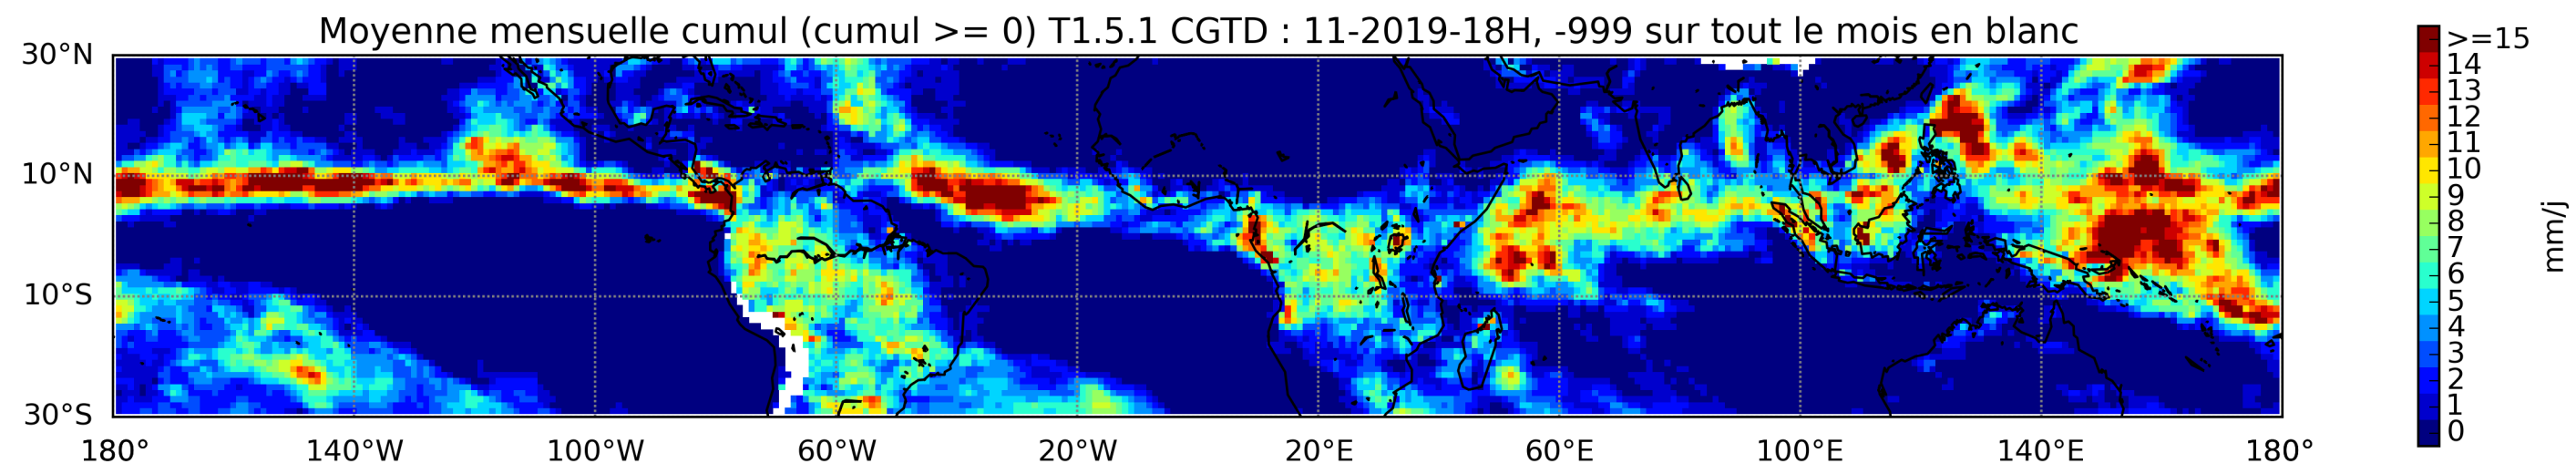 Moyenne mensuelle cumul (cumul >= 0) T1.5.1 CGTD : 11-2019-18H, -999 sur tout le mois en blanc
30°N
10°N
10°S
30°S
180° 140°W 100°W 60°W 20°W 20°E 60°E 100°E 140°E 180°
>=15
14
13
12
11
10
9
8
7
6
5
4
3
2
1
0
mm/j